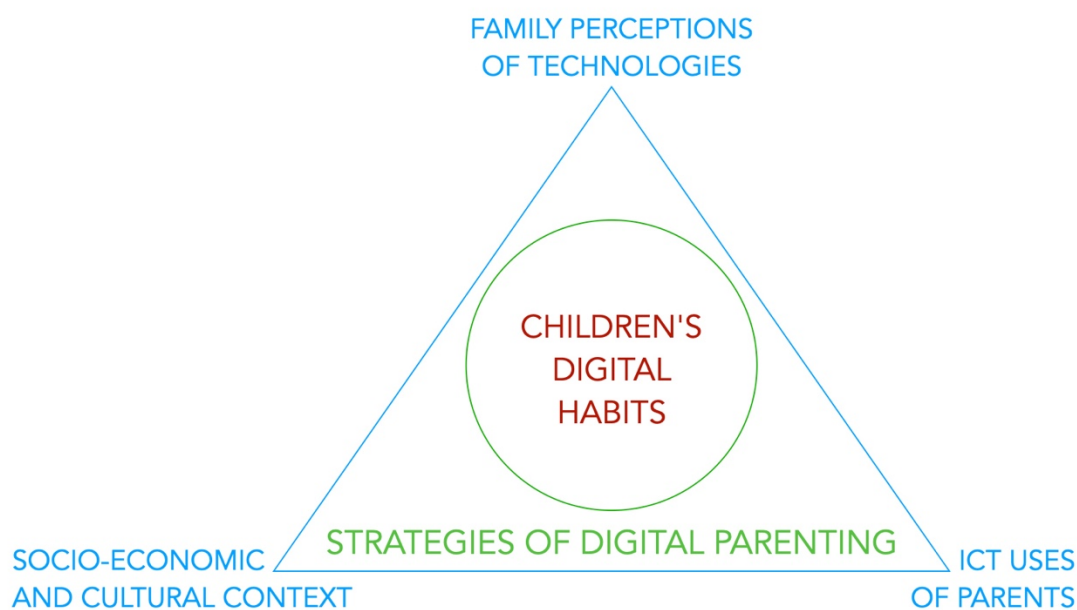 FAMILY PERCEPTIONS
OF TECHNOLOGIES
CHILDREN'S
DIGITAL
HABITS
STRATEGIES OF DIGITAL PARENTING
SOCIO-ECONOMIC
AND CULTURAL CONTEXT
ICT USES
OF PARENTS